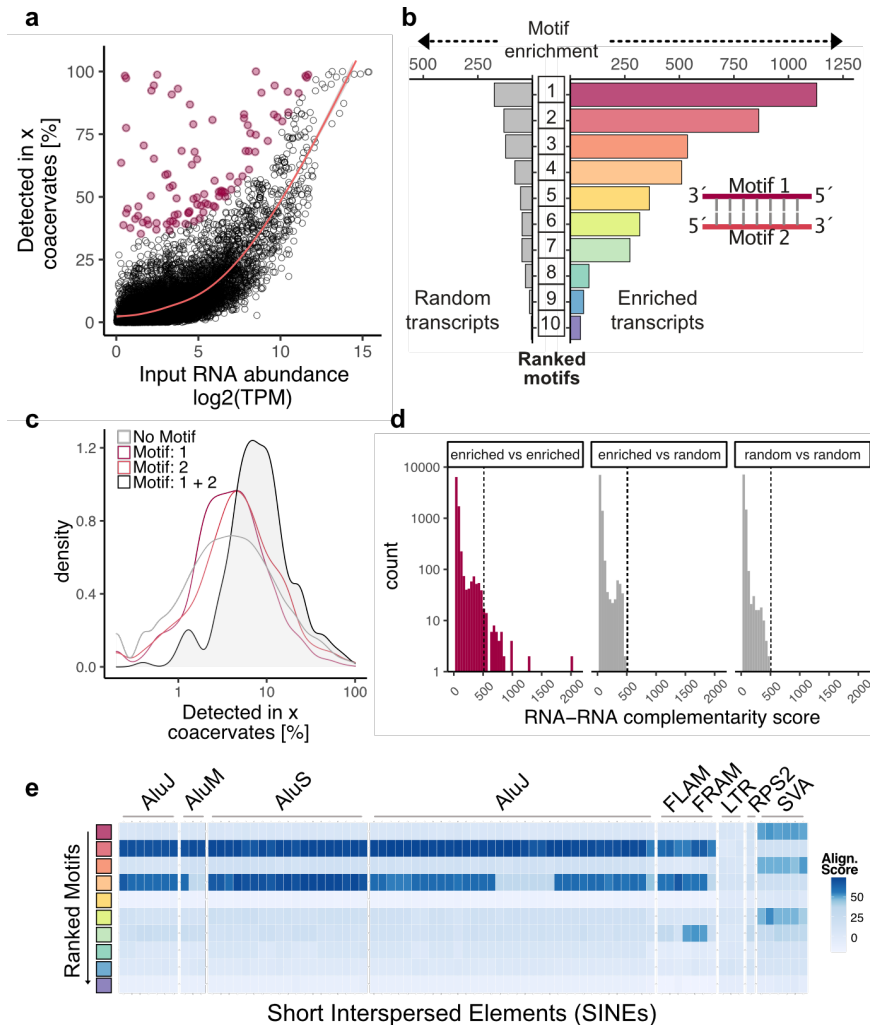 a
Detected in x
coacervates [%]
100
75
50
25
0
0
5
10
15
Input RNA abundance
log2(TPM)
b
Motif
enrichment
500
250
250
500
750
1000
1250
1
2
3
4
5
6
7
8
9
10
3´ Motif 1 5´
5´ Motif 2 3´
Random
transcripts
Enriched
transcripts
Ranked
motifs
c
No Motif
Motif: 1
Motif: 2
Motif: 1 + 2
density
1.2
0.8
0.4
0.0
1
10
100
Detected in x
coacervates [%]
d
enriched vs enriched
enriched vs random
random vs random
count
10000
1000
100
10
1
0 500 1000 1500 2000
0 500 1000 1500 2000
0 500 1000 1500 2000
RNA−RNA complementarity score
e
AluJ AluM AluS AluJ FLAM FRAM LTR RPS2 SVA
Ranked Motifs
Align.
Score
50
25
0
Short Interspersed Elements (SINEs)